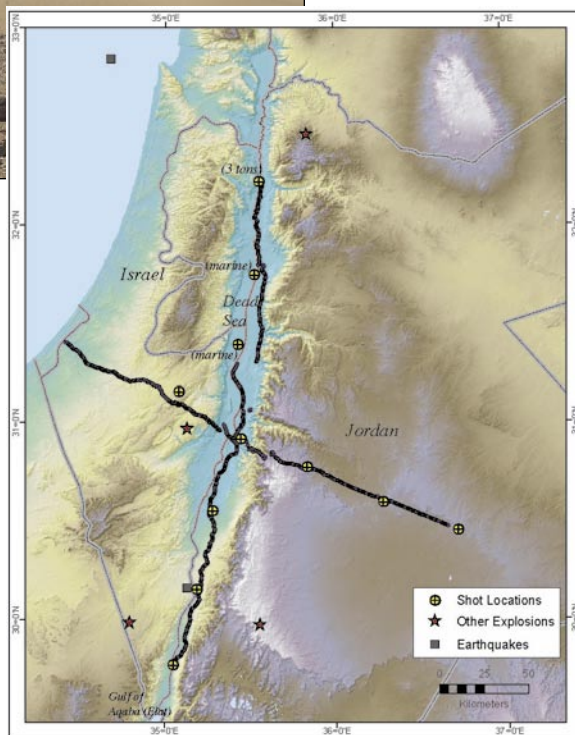 35°0'E
36°0'E
37°0'E
33°0'N
(3 tons)
32°0'N
Israel
(marine)
Dead
Sea
(marine)
31°0'N
Jordan
Shot Locations
Other Explosions
Earthquakes
30°0'N
0
25
50
Kilometers
Gulf of
Aqaba (Elat)
35°0'E
36°0'E
37°0'E